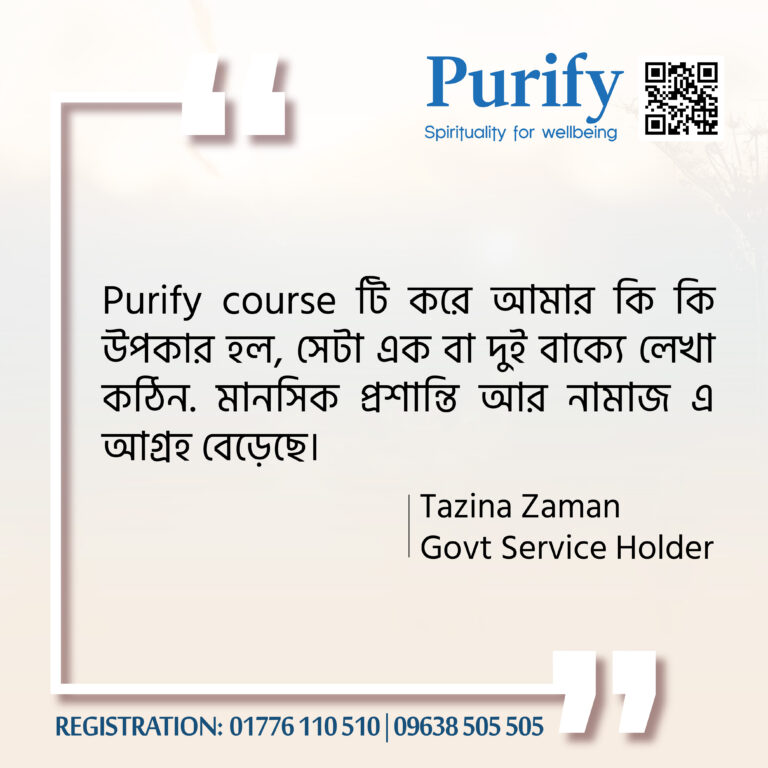 Purify
Spirituality for wellbeing
Purify course টি করে আমার কি কি
উপকার হল, সেটা এক বা দুই বাক্যে লেখা
কঠিন. মানসিক প্রশান্তি আর নামাজ এ
আগ্রহ বেড়েছে।
Tazina Zaman
Govt Service Holder
REGISTRATION: 01776 110 510 | 09638 505 505